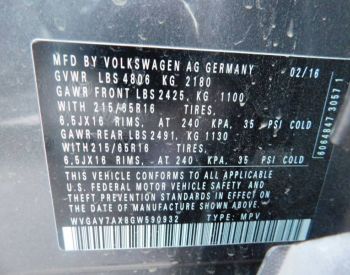 MFD. BY VOLKSWAGEN AG GERMANY 02/16
GVWR LBS 4806 KG 2180
GAWR FRONT LBS 2425, KG 1100
WITH 215/65R16 TIRES,
6,5JX16 RIMS, AT 240 KPA, 35 PSI COLD
GAWR REAR LBS 2491, KG 1130
WITH 215/65R16 TIRES,
6,5JX16 RIMS, AT 240 KPA, 35 PSI COLD
THIS VEHICLE CONFORMS TO ALL APPLICABLE
U.S. FEDERAL MOTOR VEHICLE SAFETY
STANDARDS IN EFFECT ON THE
DATE OF MANUFACTURE SHOWN ABOVE.
WVGAV7AX8GW590932 TYPE: MPV
6064847 3057 1